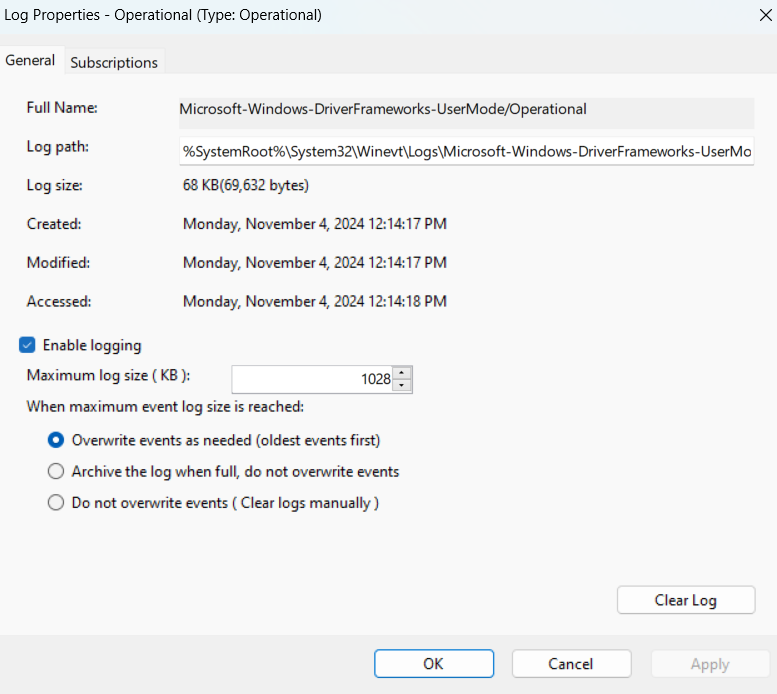 Log Properties - Operational (Type: Operational)
General
Subscriptions
Full Name: Microsoft-Windows-DriverFrameworks-UserMode/Operational
Log path: %SystemRoot%\System32\Winevt\Logs\Microsoft-Windows-DriverFrameworks-UserMo
Log size: 68 KB(69,632 bytes)
Created: Monday, November 4, 2024 12:14:17 PM
Modified: Monday, November 4, 2024 12:14:17 PM
Accessed: Monday, November 4, 2024 12:14:18 PM
Enable logging
Maximum log size ( KB ): 1028
When maximum event log size is reached:
Overwrite events as needed (oldest events first)
Archive the log when full, do not overwrite events
Do not overwrite events ( Clear logs manually )
Clear Log
OK
Cancel
Apply